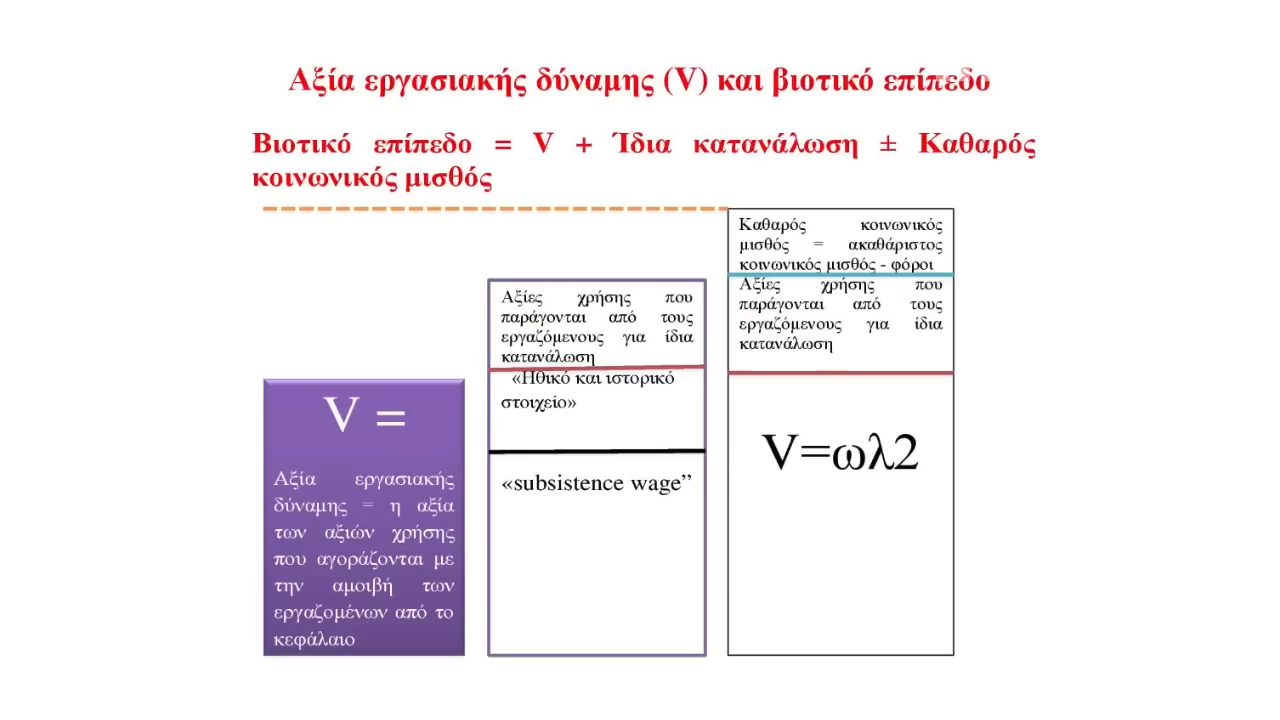 Αξία εργασιακής δύναμης (V) και βιοτικό επίπεδο
Βιοτικό επίπεδο = V + Ίδια κατανάλωση ± Καθαρός
κοινωνικός μισθός
V =
Αξία εργασιακής
δύναμης = η αξία
των αξιών χρήσης
που αγοράζονται με
την αμοιβή των
εργαζομένων από το
κεφάλαιο
Αξίες χρήσης που
παράγονται από τους
εργαζόμενους για ίδια
κατανάλωση
«Ηθικό και ιστορικό
στοιχείο»
«subsistence wage”
Καθαρός κοινωνικός
μισθός = ακαθάριστος
κοινωνικός μισθός - φόροι
Αξίες χρήσης που
παράγονται από τους
εργαζόμενους για ίδια
κατανάλωση
V=ωλ2